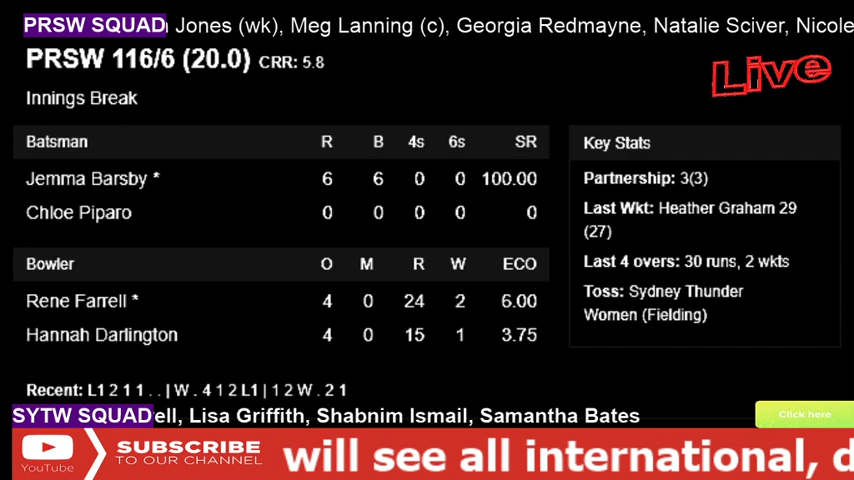 PRSW SQUAD Jones (wk), Meg Lanning (c), Georgia Redmayne, Natalie Sciver, Nicole
PRSW 116/6 (20.0) CRR: 5.8
Live
Innings Break
Batsman R B 4s 6s SR
Jemma Barsby * 6 6 0 0 100.00
Chloe Piparo 0 0 0 0 0
Bowler O M R W ECO
Rene Farrell * 4 0 24 2 6.00
Hannah Darlington 4 0 15 1 3.75
Key Stats
Partnership: 3(3)
Last Wkt: Heather Graham 29
(27)
Last 4 overs: 30 runs, 2 wkts
Toss: Sydney Thunder
Women (Fielding)
Recent: L1 2 1 1 . . | W . 4 1 2 L1 | 1 2 W . 2 1
SYTW SQUAD ell, Lisa Griffith, Shabnim Ismail, Samantha Bates
Click here
YouTube
SUBSCRIBE
TO OUR CHANNEL
will see all international, d